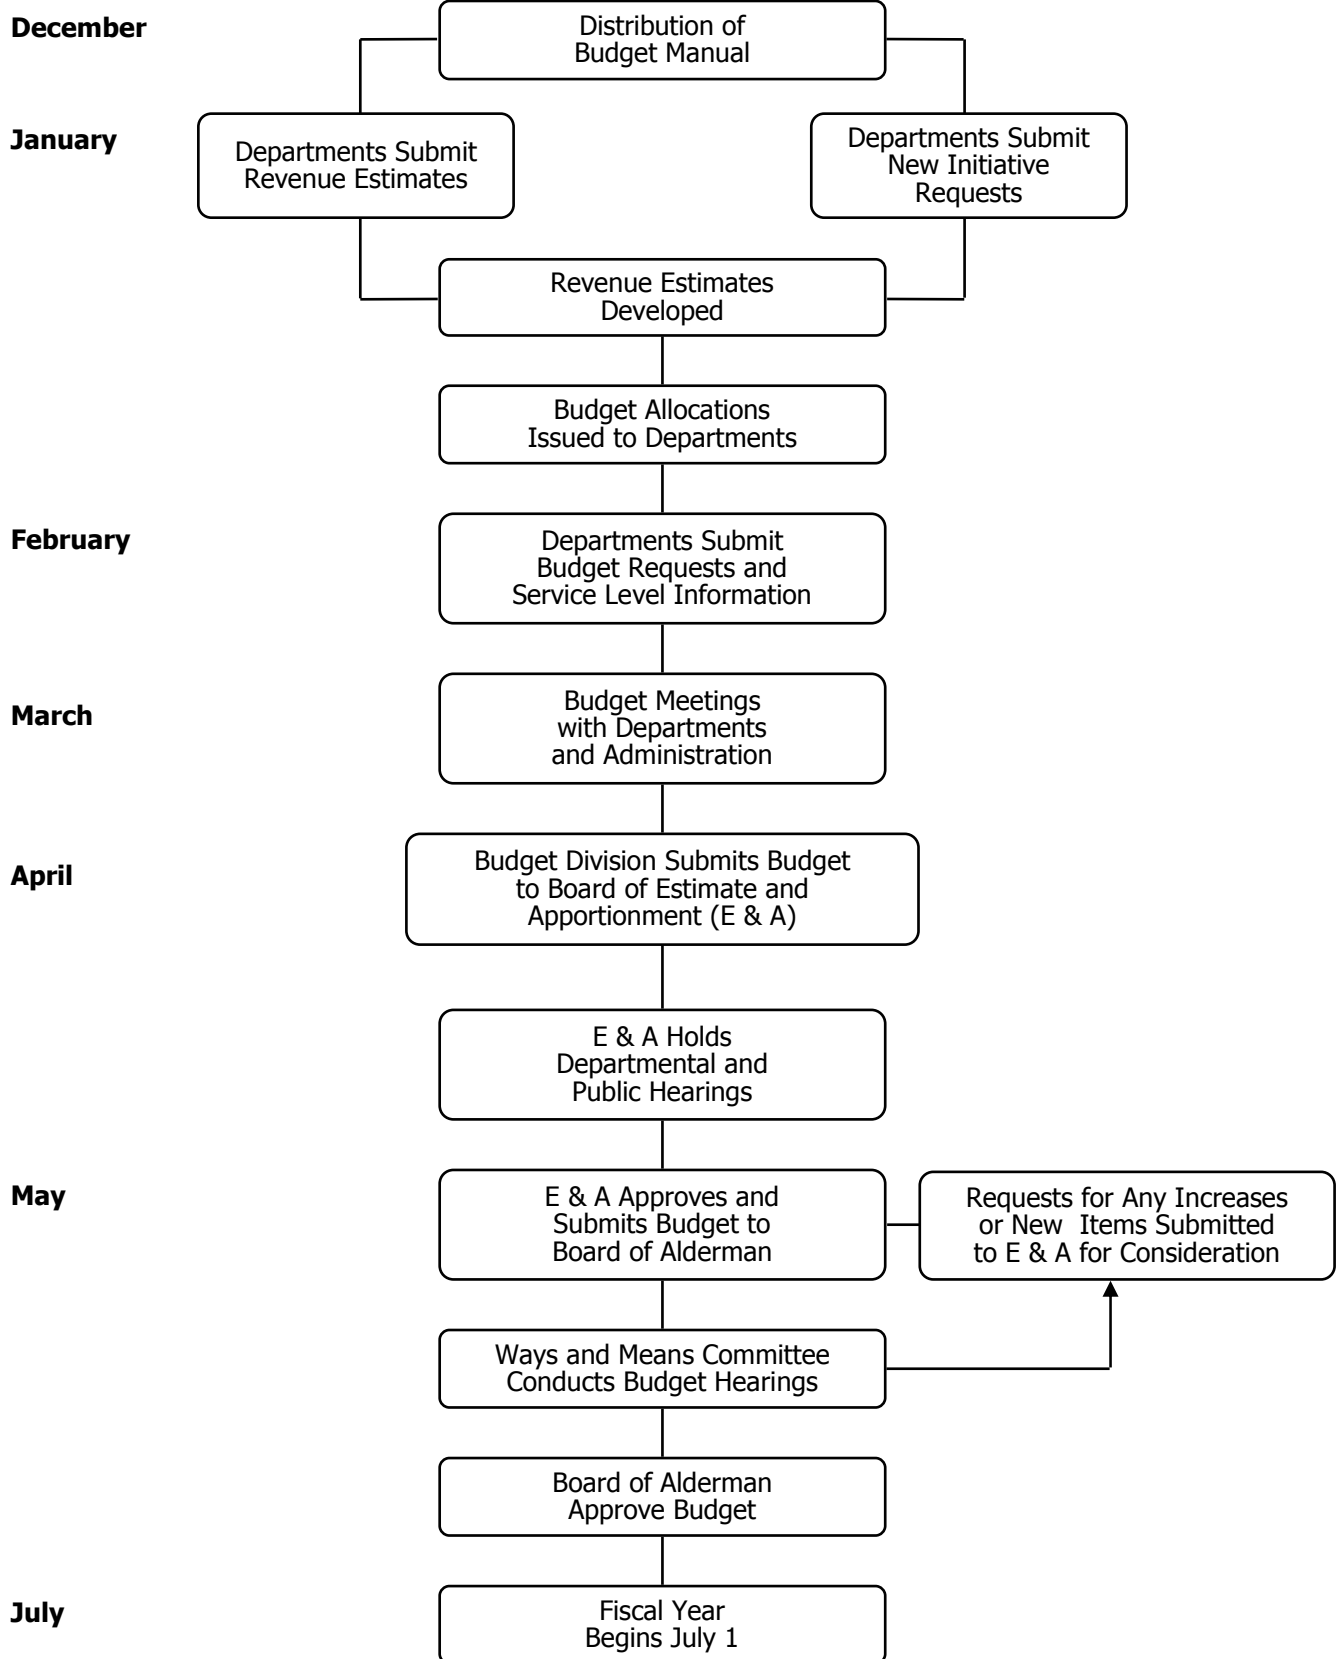 December
Distribution of
Budget Manual
January
Departments Submit
Revenue Estimates
Departments Submit
New Initiative
Requests
Revenue Estimates
Developed
Budget Allocations
Issued to Departments
February
Departments Submit
Budget Requests and
Service Level Information
March
Budget Meetings
with Departments
and Administration
April
Budget Division Submits Budget
to Board of Estimate and
Apportionment (E & A)
E & A Holds
Departmental and
Public Hearings
May
E & A Approves and
Submits Budget to
Board of Alderman
Requests for Any Increases
or New Items Submitted
to E & A for Consideration
Ways and Means Committee
Conducts Budget Hearings
Board of Alderman
Approve Budget
July
Fiscal Year
Begins July 1